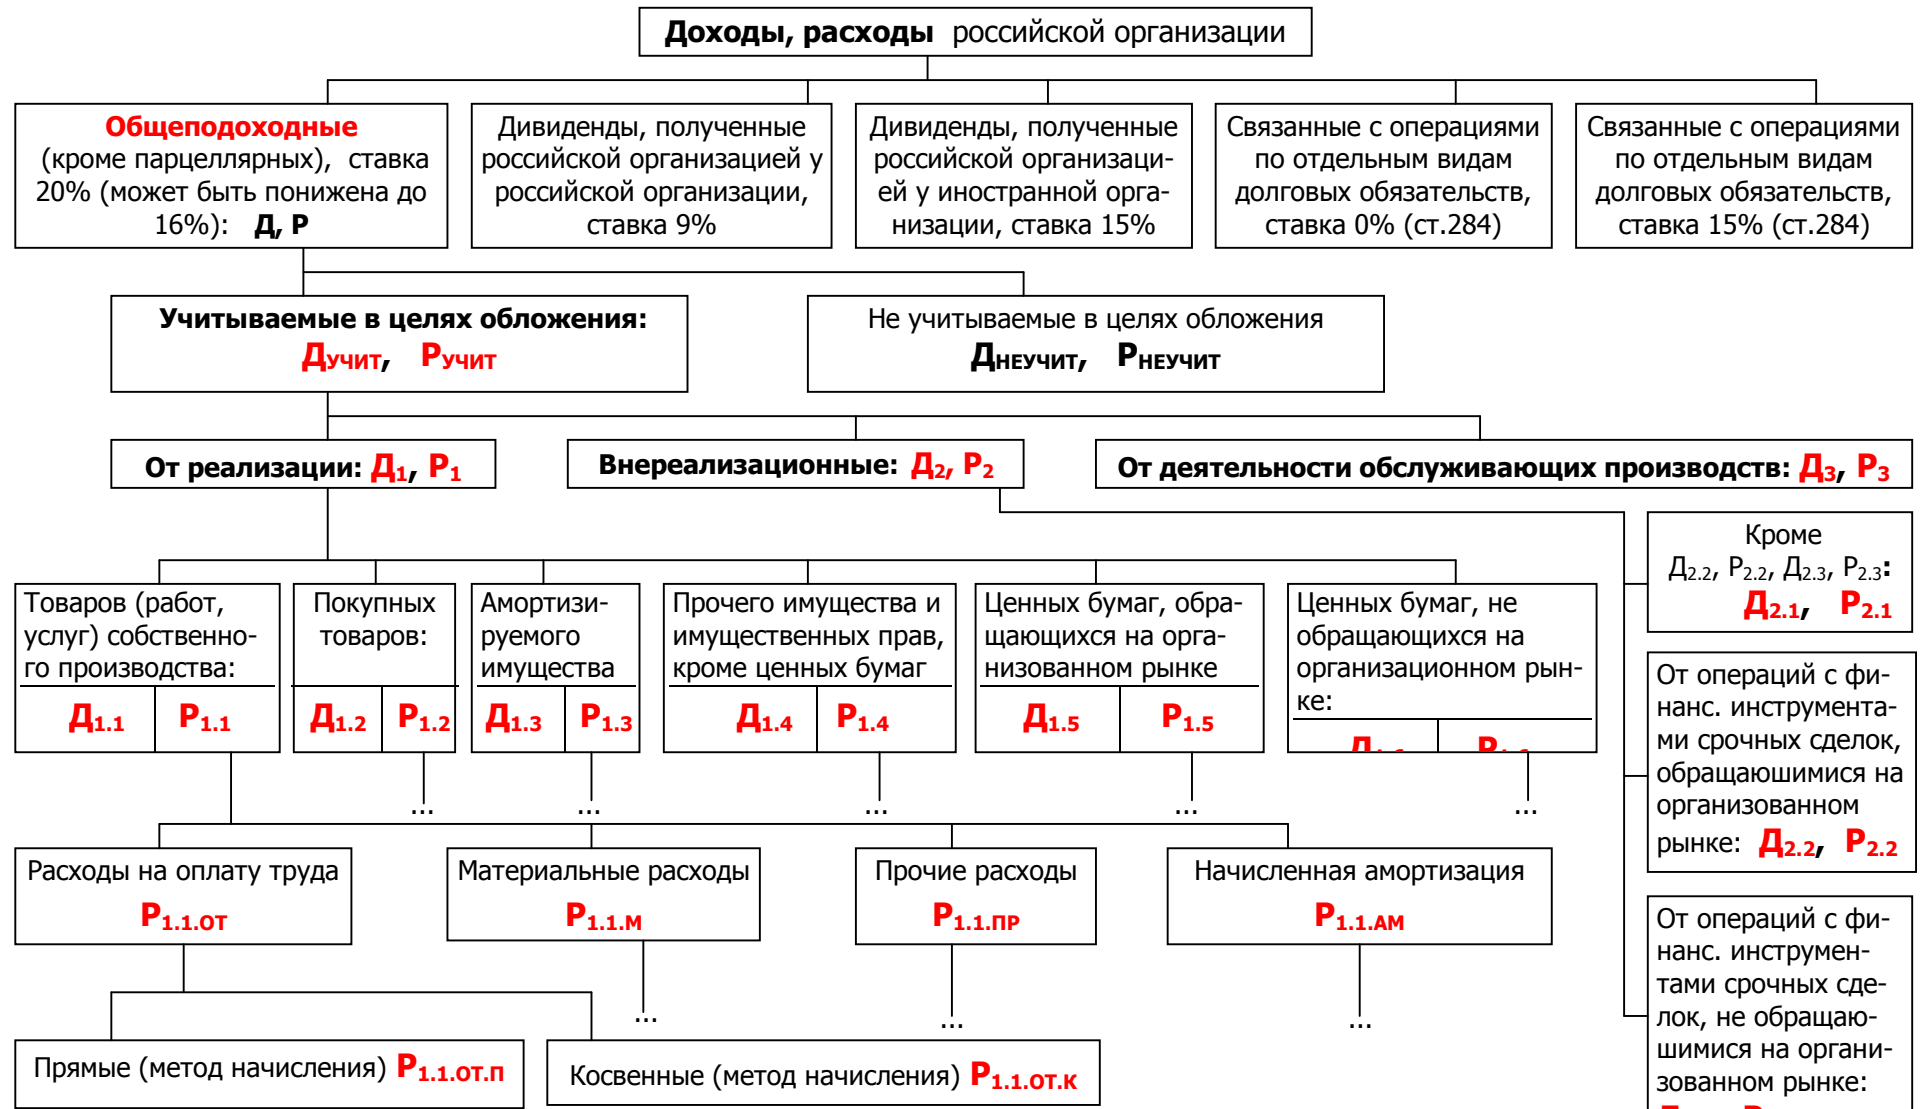 Доходы, расходы российской организации
Общеподоходные
(кроме парцеллярных), ставка
20% (может быть понижена до
16%): Д, Р
Дивиденды, полученные
российской организацией у
российской организации,
ставка 9%
Дивиденды, полученные
российской организаци-
ей у иностранной орга-
низации, ставка 15%
Связанные с операциями
по отдельным видам
долговых обязательств,
ставка 0% (ст.284)
Связанные с операциями
по отдельным видам
долговых обязательств,
ставка 15% (ст.284)
Учитываемые в целях обложения:
Дучит, Ручит
Не учитываемые в целях обложения
Днеучит, Рнеучит
От реализации: Д1, Р1
Внереализационные: Д2, Р2
От деятельности обслуживающих производств: Д3, Р3
Кроме
Д2.2, Р2.2, Д2.3, Р2.3:
Д2.1, Р2.1
Товаров (работ,
услуг) собственно-
го производства:
Д1.1 Р1.1
Покупных
товаров:
Д1.2 Р1.2
Амортизи-
руемого
имущества
Д1.3 Р1.3
Прочего имущества и
имущественных прав,
кроме ценных бумаг
Д1.4 Р1.4
Ценных бумаг, обра-
щающихся на орга-
низованном рынке
Д1.5 Р1.5
Ценных бумаг, не
обращающихся на
организационном рын-
ке:
От операций с фи-
нанс. инструмента-
ми срочных сделок,
обращаюшимися на
организованном
рынке: Д2.2, Р2.2
... ... ... ... ...
Расходы на оплату труда
Р1.1.ОТ
Материальные расходы
Р1.1.М
Прочие расходы
Р1.1.ПР
Начисленная амортизация
Р1.1.АМ
От операций с фи-
нанс. инструмен-
тами срочных сде-
лок, не обращаю-
шимися на органи-
зованном рынке:
... ... ...
Прямые (метод начисления) Р1.1.ОТ.П
Косвенные (метод начисления) Р1.1.ОТ.К